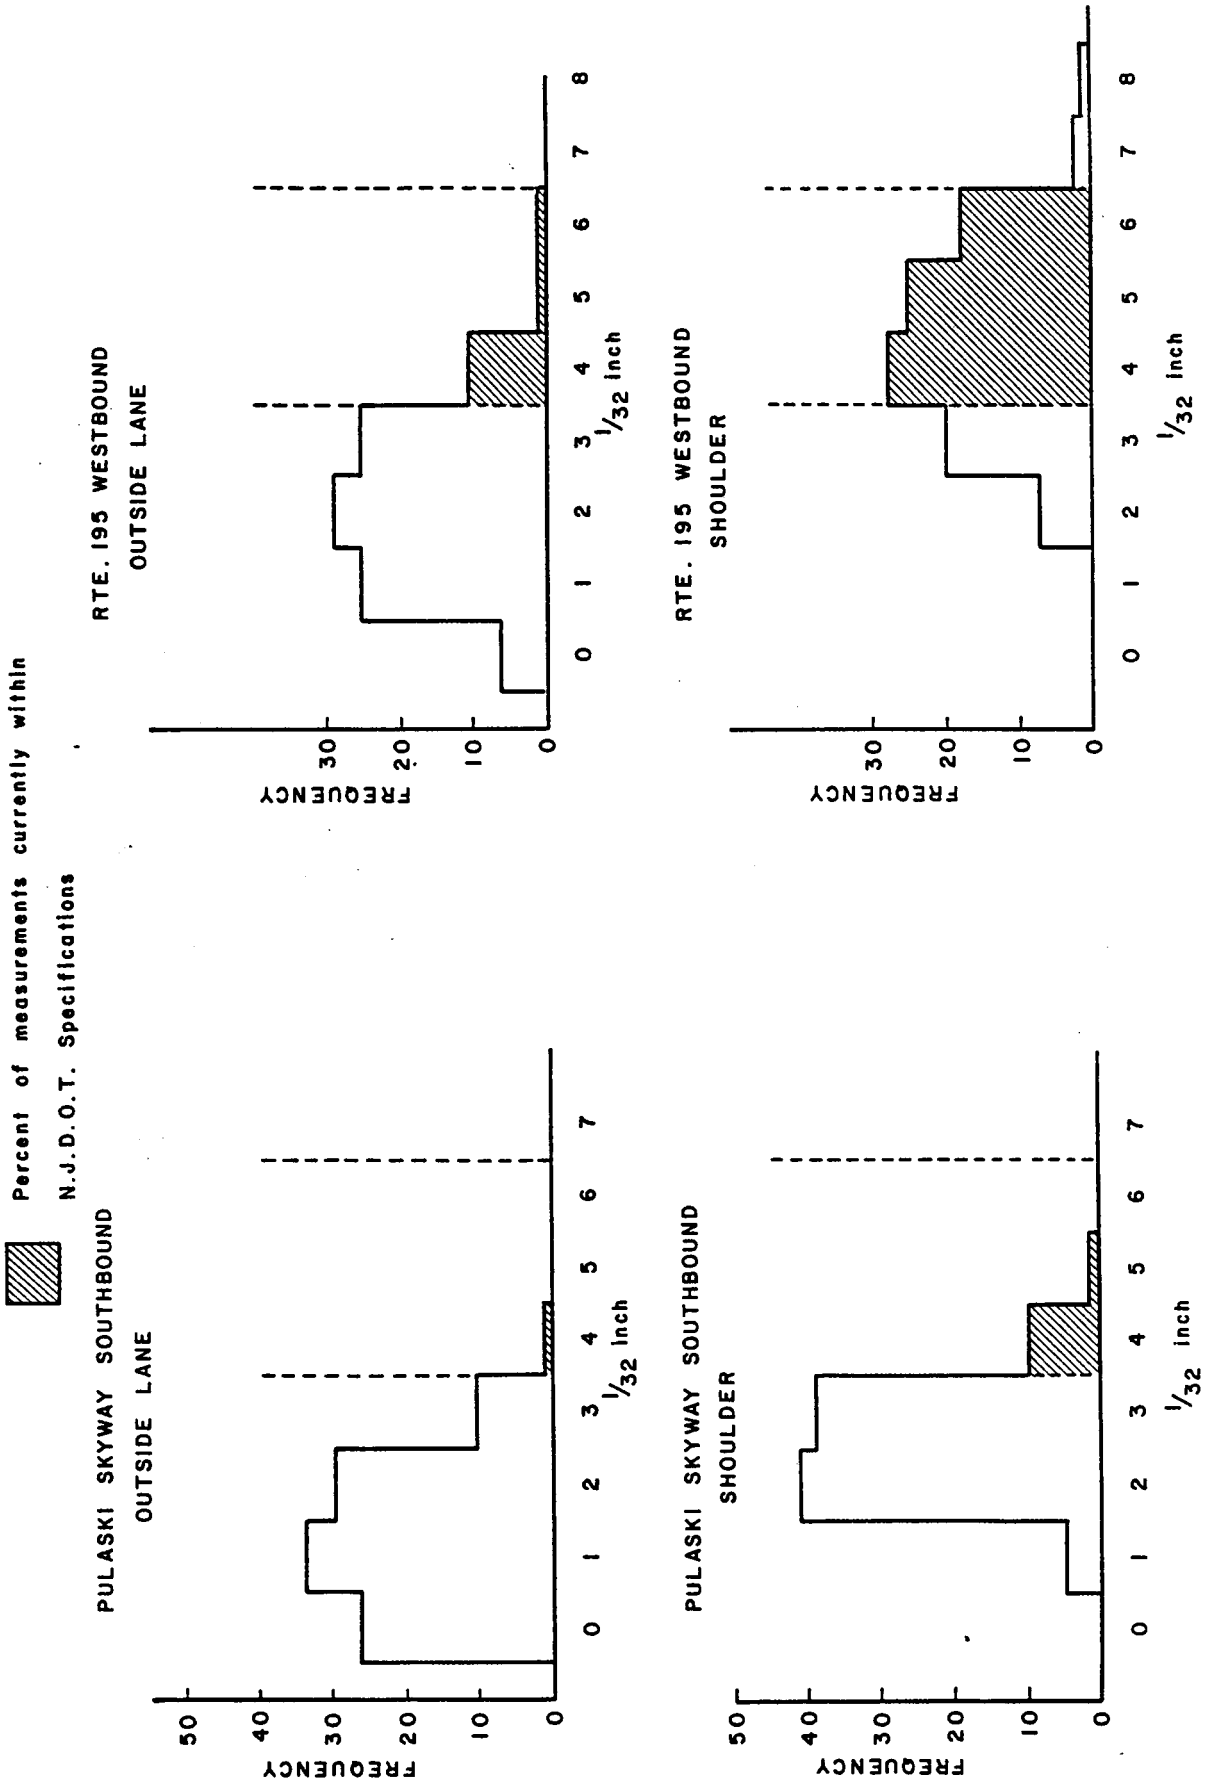 Percent of measurements currently within
N.J.D.O.T. Specifications
PULASKI SKYWAY SOUTHBOUND
OUTSIDE LANE
FREQUENCY
50
40
30
20
10
0
0 1 2 3 4 5 6 7
1/32 inch
RTE. 195 WESTBOUND
OUTSIDE LANE
FREQUENCY
30
20
10
0
0 1 2 3 4 5 6 7 8
1/32 inch
PULASKI SKYWAY SOUTHBOUND
SHOULDER
FREQUENCY
50
40
30
20
10
0
0 1 2 3 4 5 6 7
1/32 inch
RTE. 195 WESTBOUND
SHOULDER
FREQUENCY
30
20
10
0
0 1 2 3 4 5 6 7 8
1/32 inch